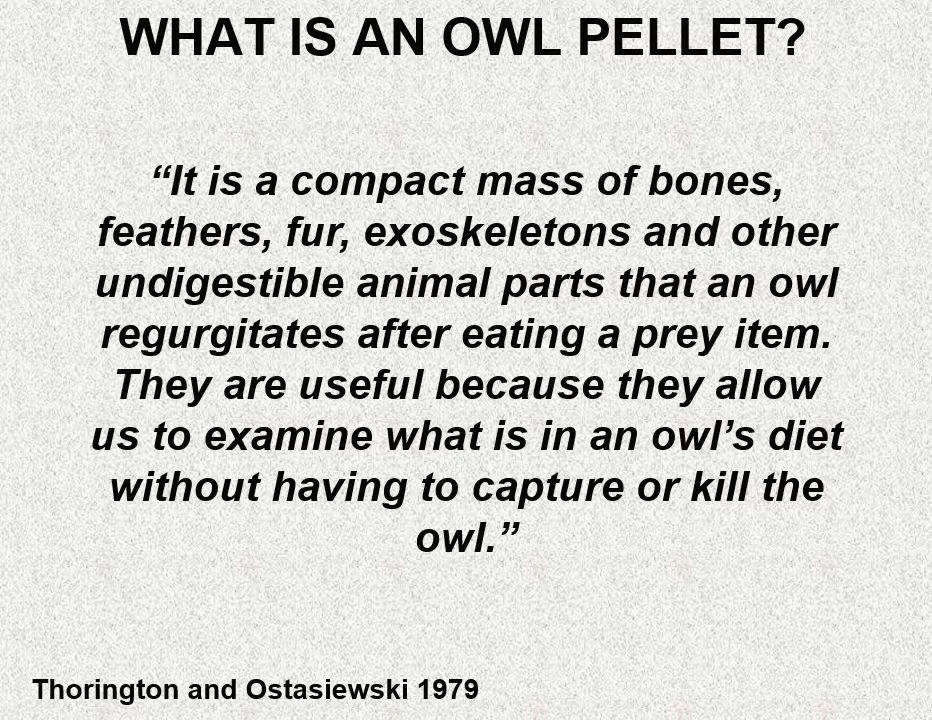 WHAT IS AN OWL PELLET?
“It is a compact mass of bones,
feathers, fur, exoskeletons and other
undigestible animal parts that an owl
regurgitates after eating a prey item.
They are useful because they allow
us to examine what is in an owl’s diet
without having to capture or kill the
owl.”
Thorington and Ostasiewski 1979